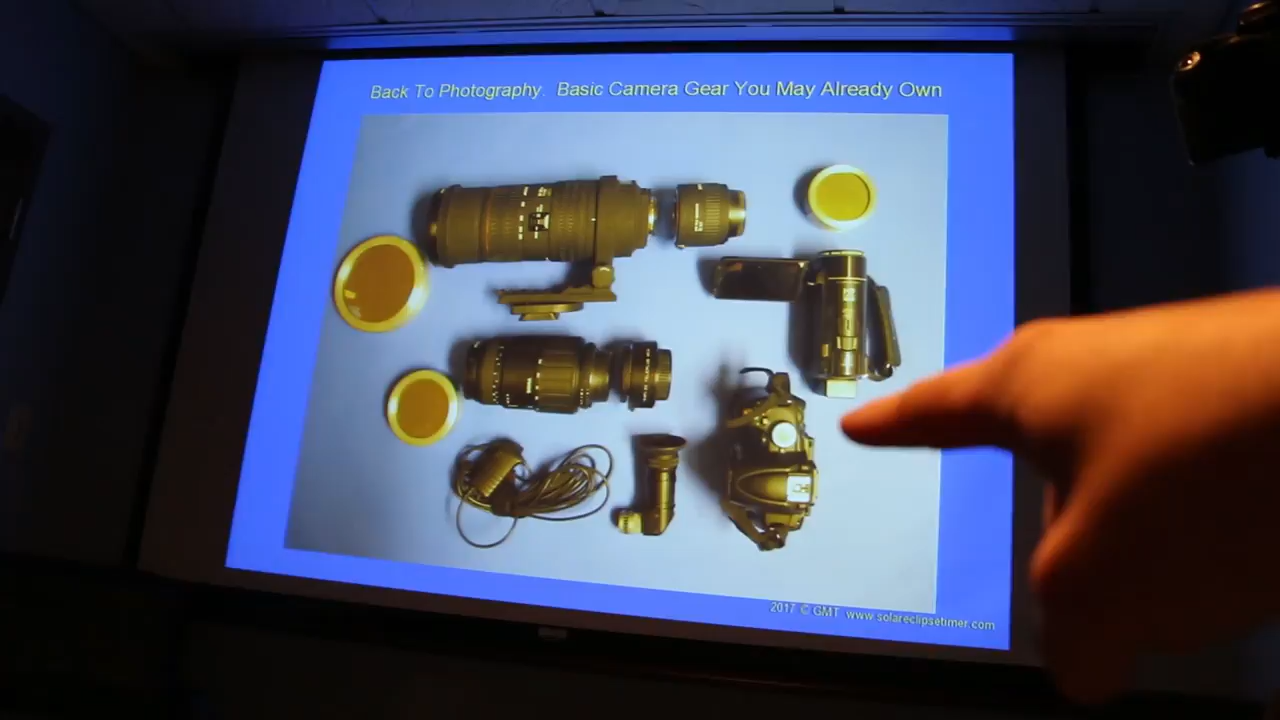 Back To Photography. Basic Camera Gear You May Already Own
2017 © GMT www.solareclipsetimer.com